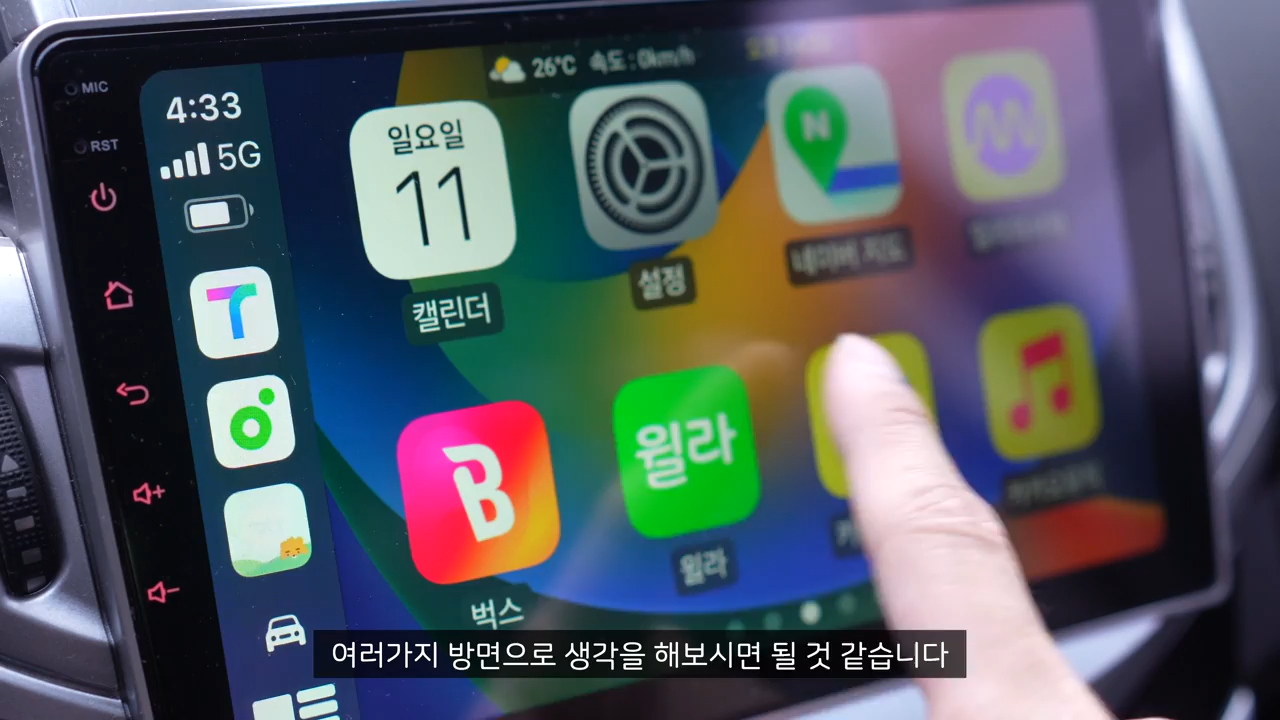 MIC
RST
4:33
5G
26°C 속도 : 0km/h
일요일
11
캘린더
설정
N
네이버 지도
T
B
벅스
윌라
윌라
여러가지 방면으로 생각을 해보시면 될 것 같습니다